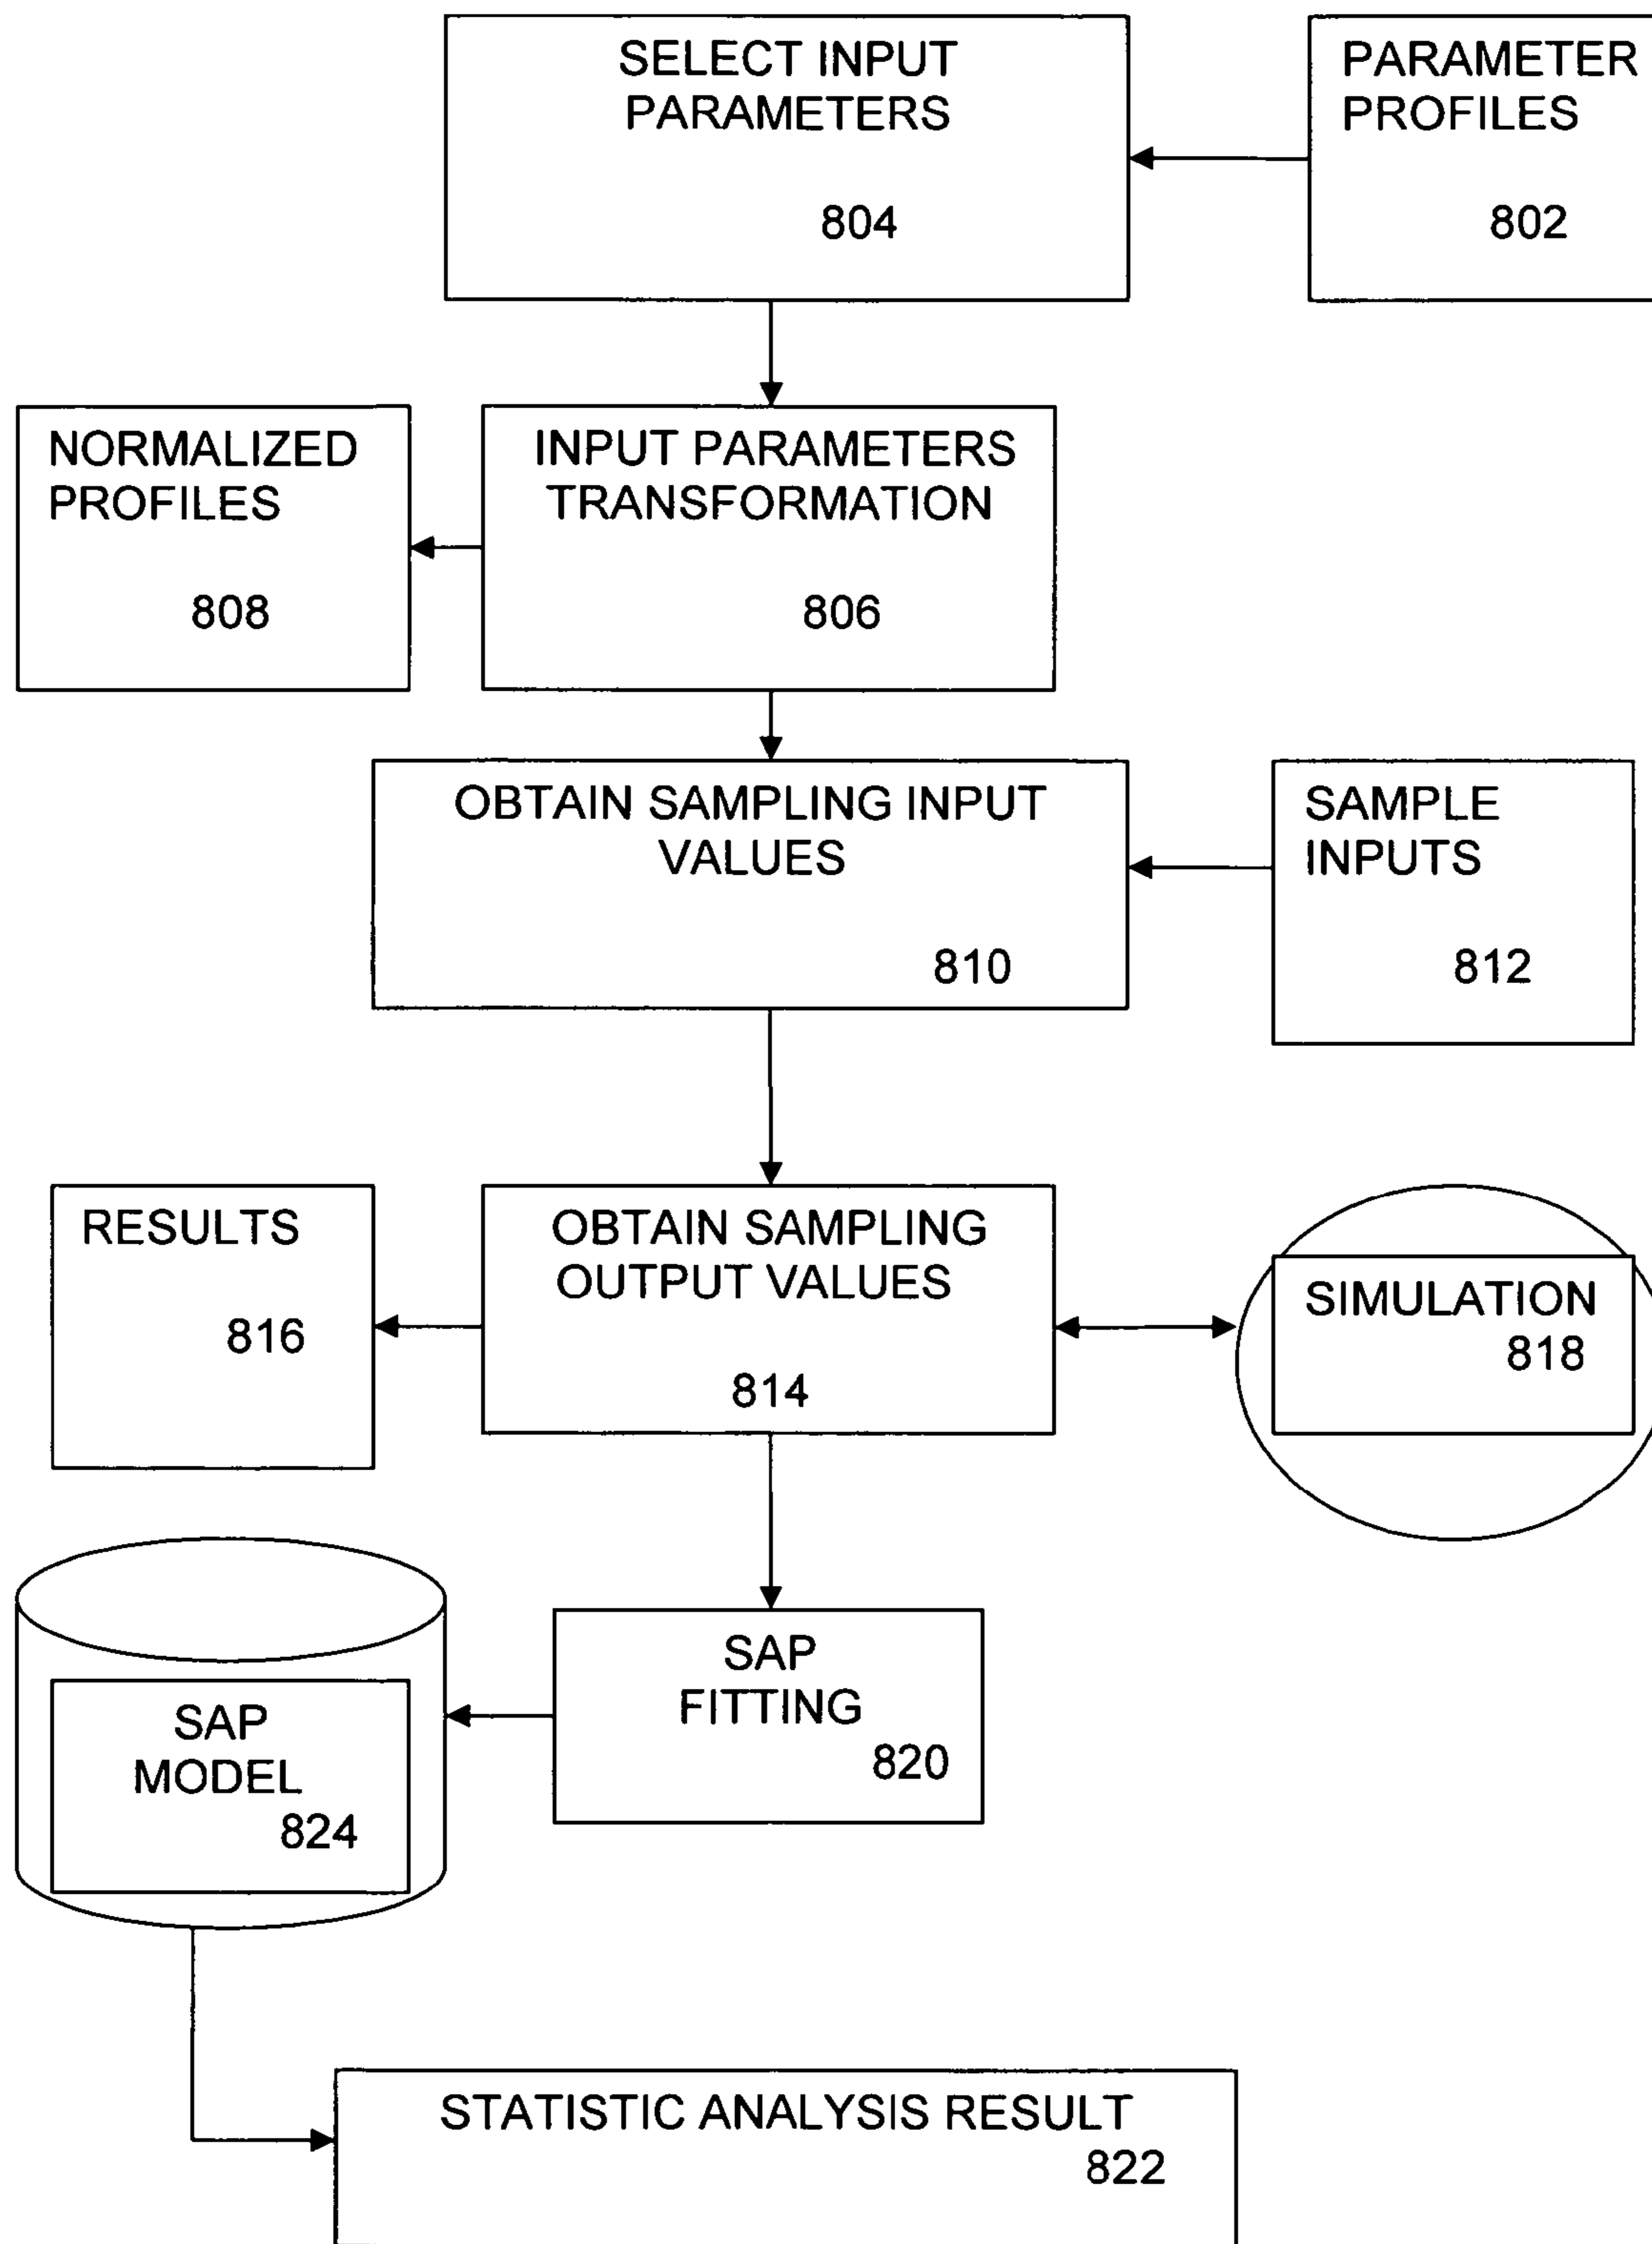 SELECT INPUT
PARAMETERS
804
PARAMETER
PROFILES
802
NORMALIZED
PROFILES
808
INPUT PARAMETERS
TRANSFORMATION
806
OBTAIN SAMPLING INPUT
VALUES
810
SAMPLE
INPUTS
812
RESULTS
816
OBTAIN SAMPLING
OUTPUT VALUES
814
SIMULATION
818
SAP
FITTING
820
SAP
MODEL
824
STATISTIC ANALYSIS RESULT
822